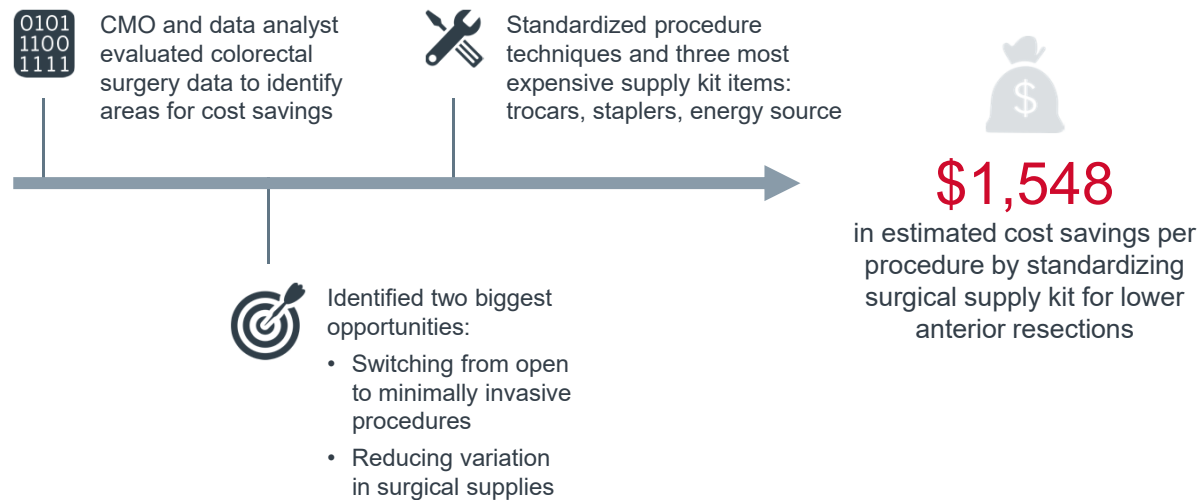 0101
1100
1111
CMO and data analyst
evaluated colorectal
surgery data to identify
areas for cost savings
Standardized procedure
techniques and three most
expensive supply kit items:
trocars, staplers, energy source
Identified two biggest
opportunities:
• Switching from open
to minimally invasive
procedures
• Reducing variation
in surgical supplies
$
$1,548
in estimated cost savings per
procedure by standardizing
surgical supply kit for lower
anterior resections